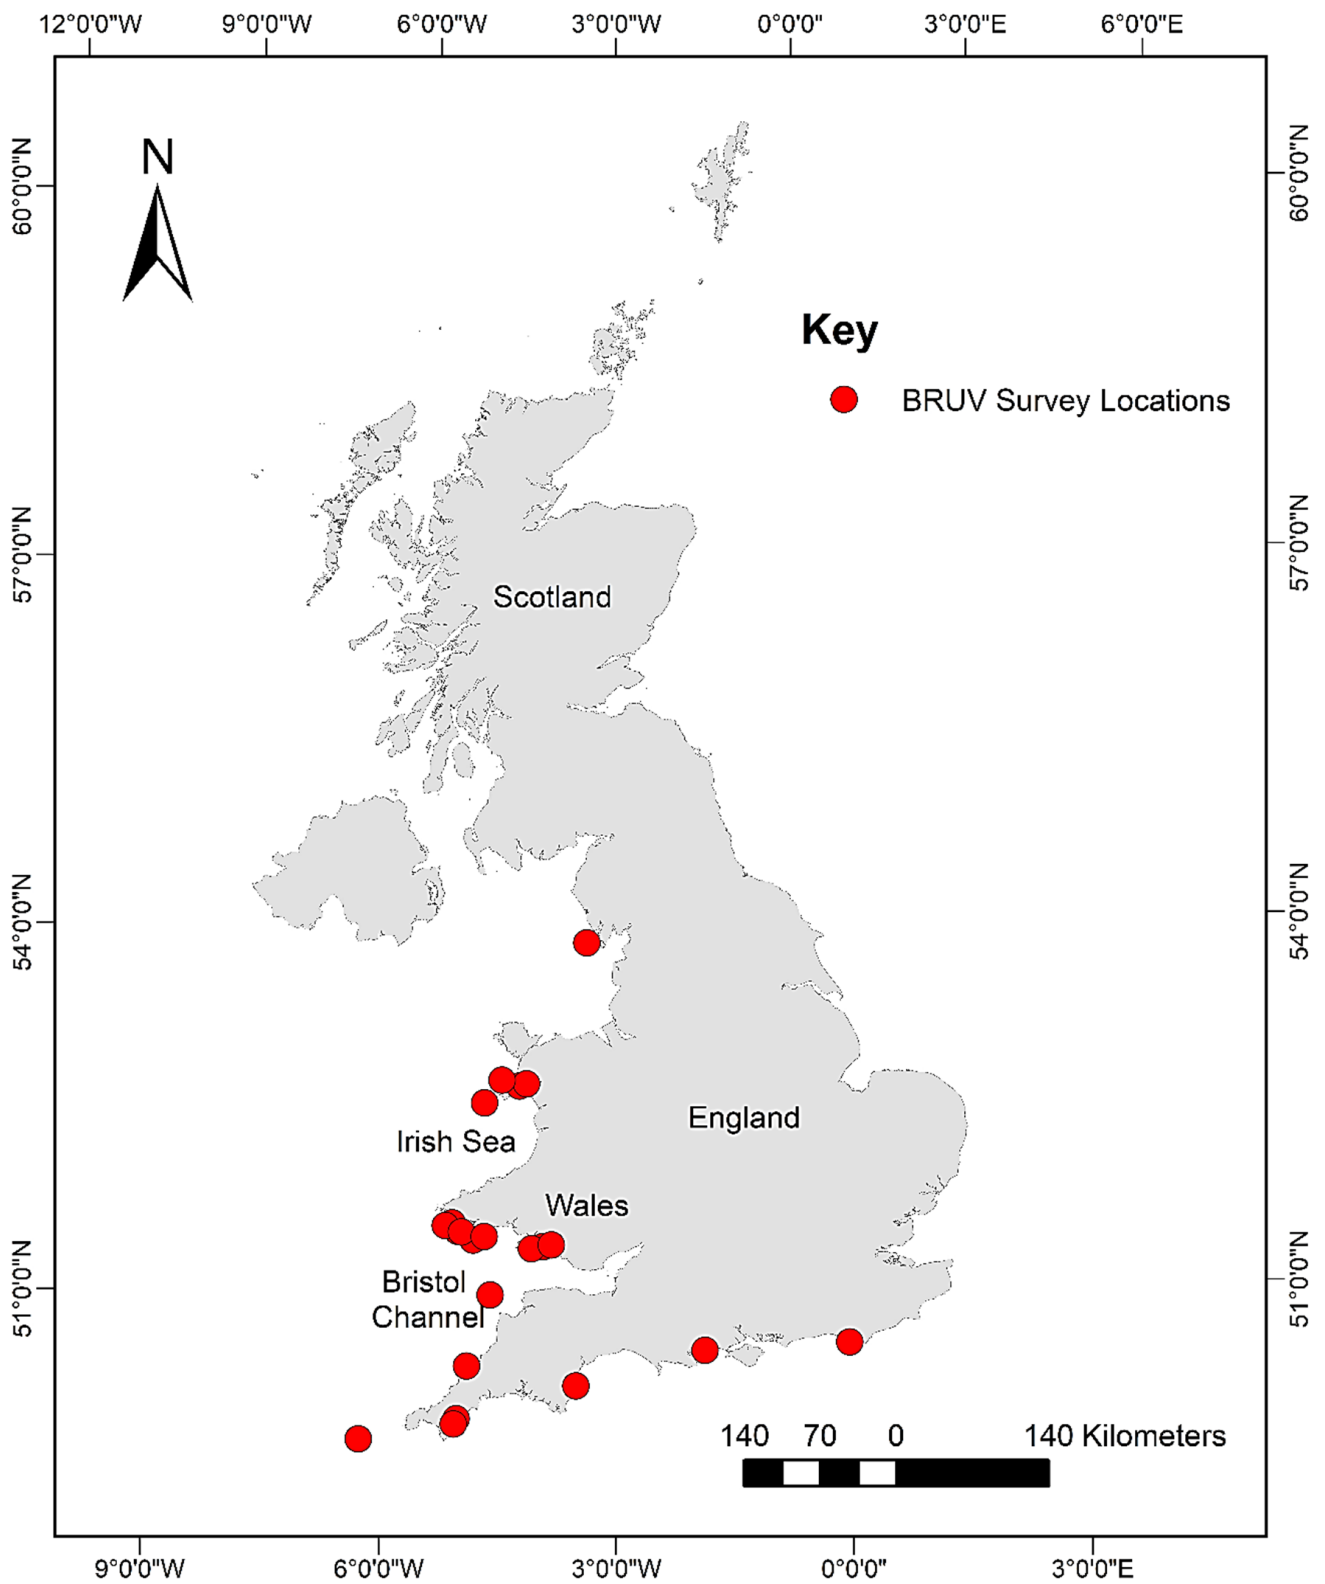 12°0'0"W 9°0'0"W 6°0'0"W 3°0'0"W 0°0'0" 3°0'0"E 6°0'0"E
N
60°0'0"N 60°0'0"N
Key
BRUV Survey Locations
57°0'0"N 57°0'0"N
Scotland
54°0'0"N 54°0'0"N
England
Irish Sea
Wales
51°0'0"N 51°0'0"N
Bristol
Channel
140 70 0 140 Kilometers
9°0'0"W 6°0'0"W 3°0'0"W 0°0'0" 3°0'0"E